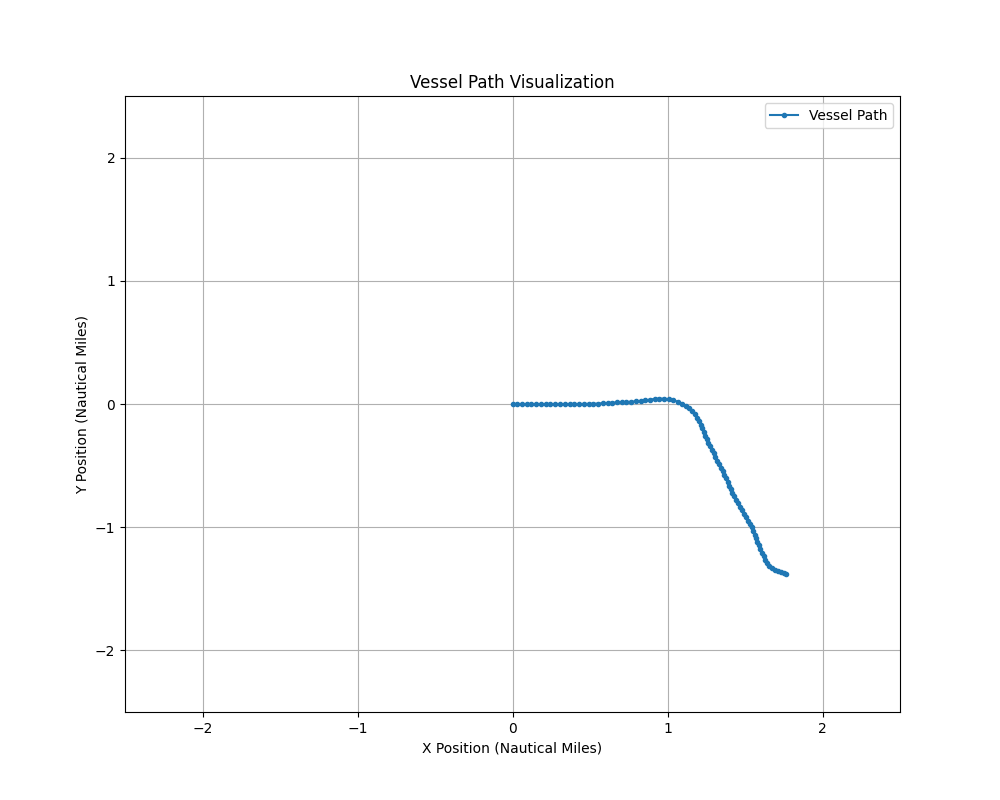 Vessel Path Visualization
Vessel Path
Y Position (Nautical Miles)
2
1
0
−1
−2
−2
−1
0
1
2
X Position (Nautical Miles)